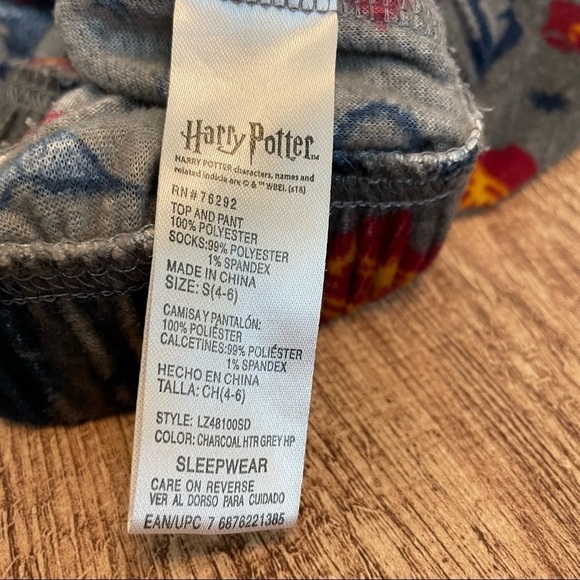 Harry Potter™
HARRY POTTER characters, names and
related indicia are © & ™ WBEI. (s16)
RN# 76292
TOP AND PANT
100% POLYESTER
SOCKS:99% POLYESTER
1% SPANDEX
MADE IN CHINA
SIZE: S(4-6)
CAMISA Y PANTALÓN:
100% POLIÉSTER
CALCETINES:99% POLIÉSTER
1% SPANDEX
HECHO EN CHINA
TALLA: CH(4-6)
STYLE: LZ48100SD
COLOR: CHARCOAL HTR GREY HP
SLEEPWEAR
CARE ON REVERSE
VER AL DORSO PARA CUIDADO
EAN/UPC 7 6876221385